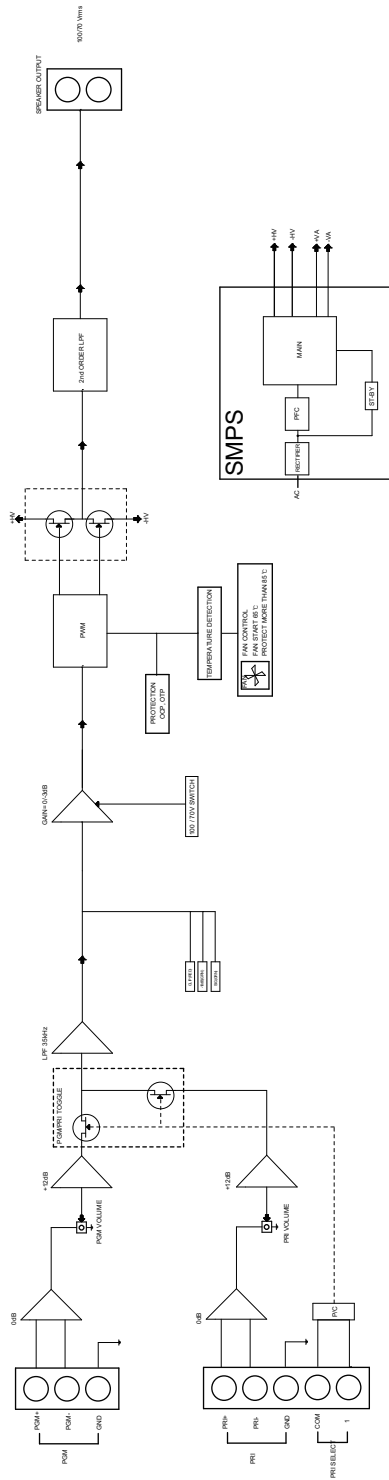 PGM+
PGM-
GND
PGM
0dB
PGM VOLUME
+12dB
PGM/PRI TOGGLE
LPF 35kHz
PRI+
PRI-
GND
COM
1
PRI
PRI SELECT
0dB
PRI VOLUME
+12dB
P/C
GAIN= 0/-3dB
100 / 70V SWITCH
PWM
PROTECTION
OCP , OTP
TEMPERATURE DETECTION
FAN
FAN CONTROL
FAN START 65℃
PROTECT MORE THAN 85℃
+HV
-HV
2nd ORDER LPF
SPEAKER OUTPUT
100/70 Vrms
SMPS
AC
RECTIFIER
PFC
MAIN
ST-BY
+HV
-HV
+VA
-VA